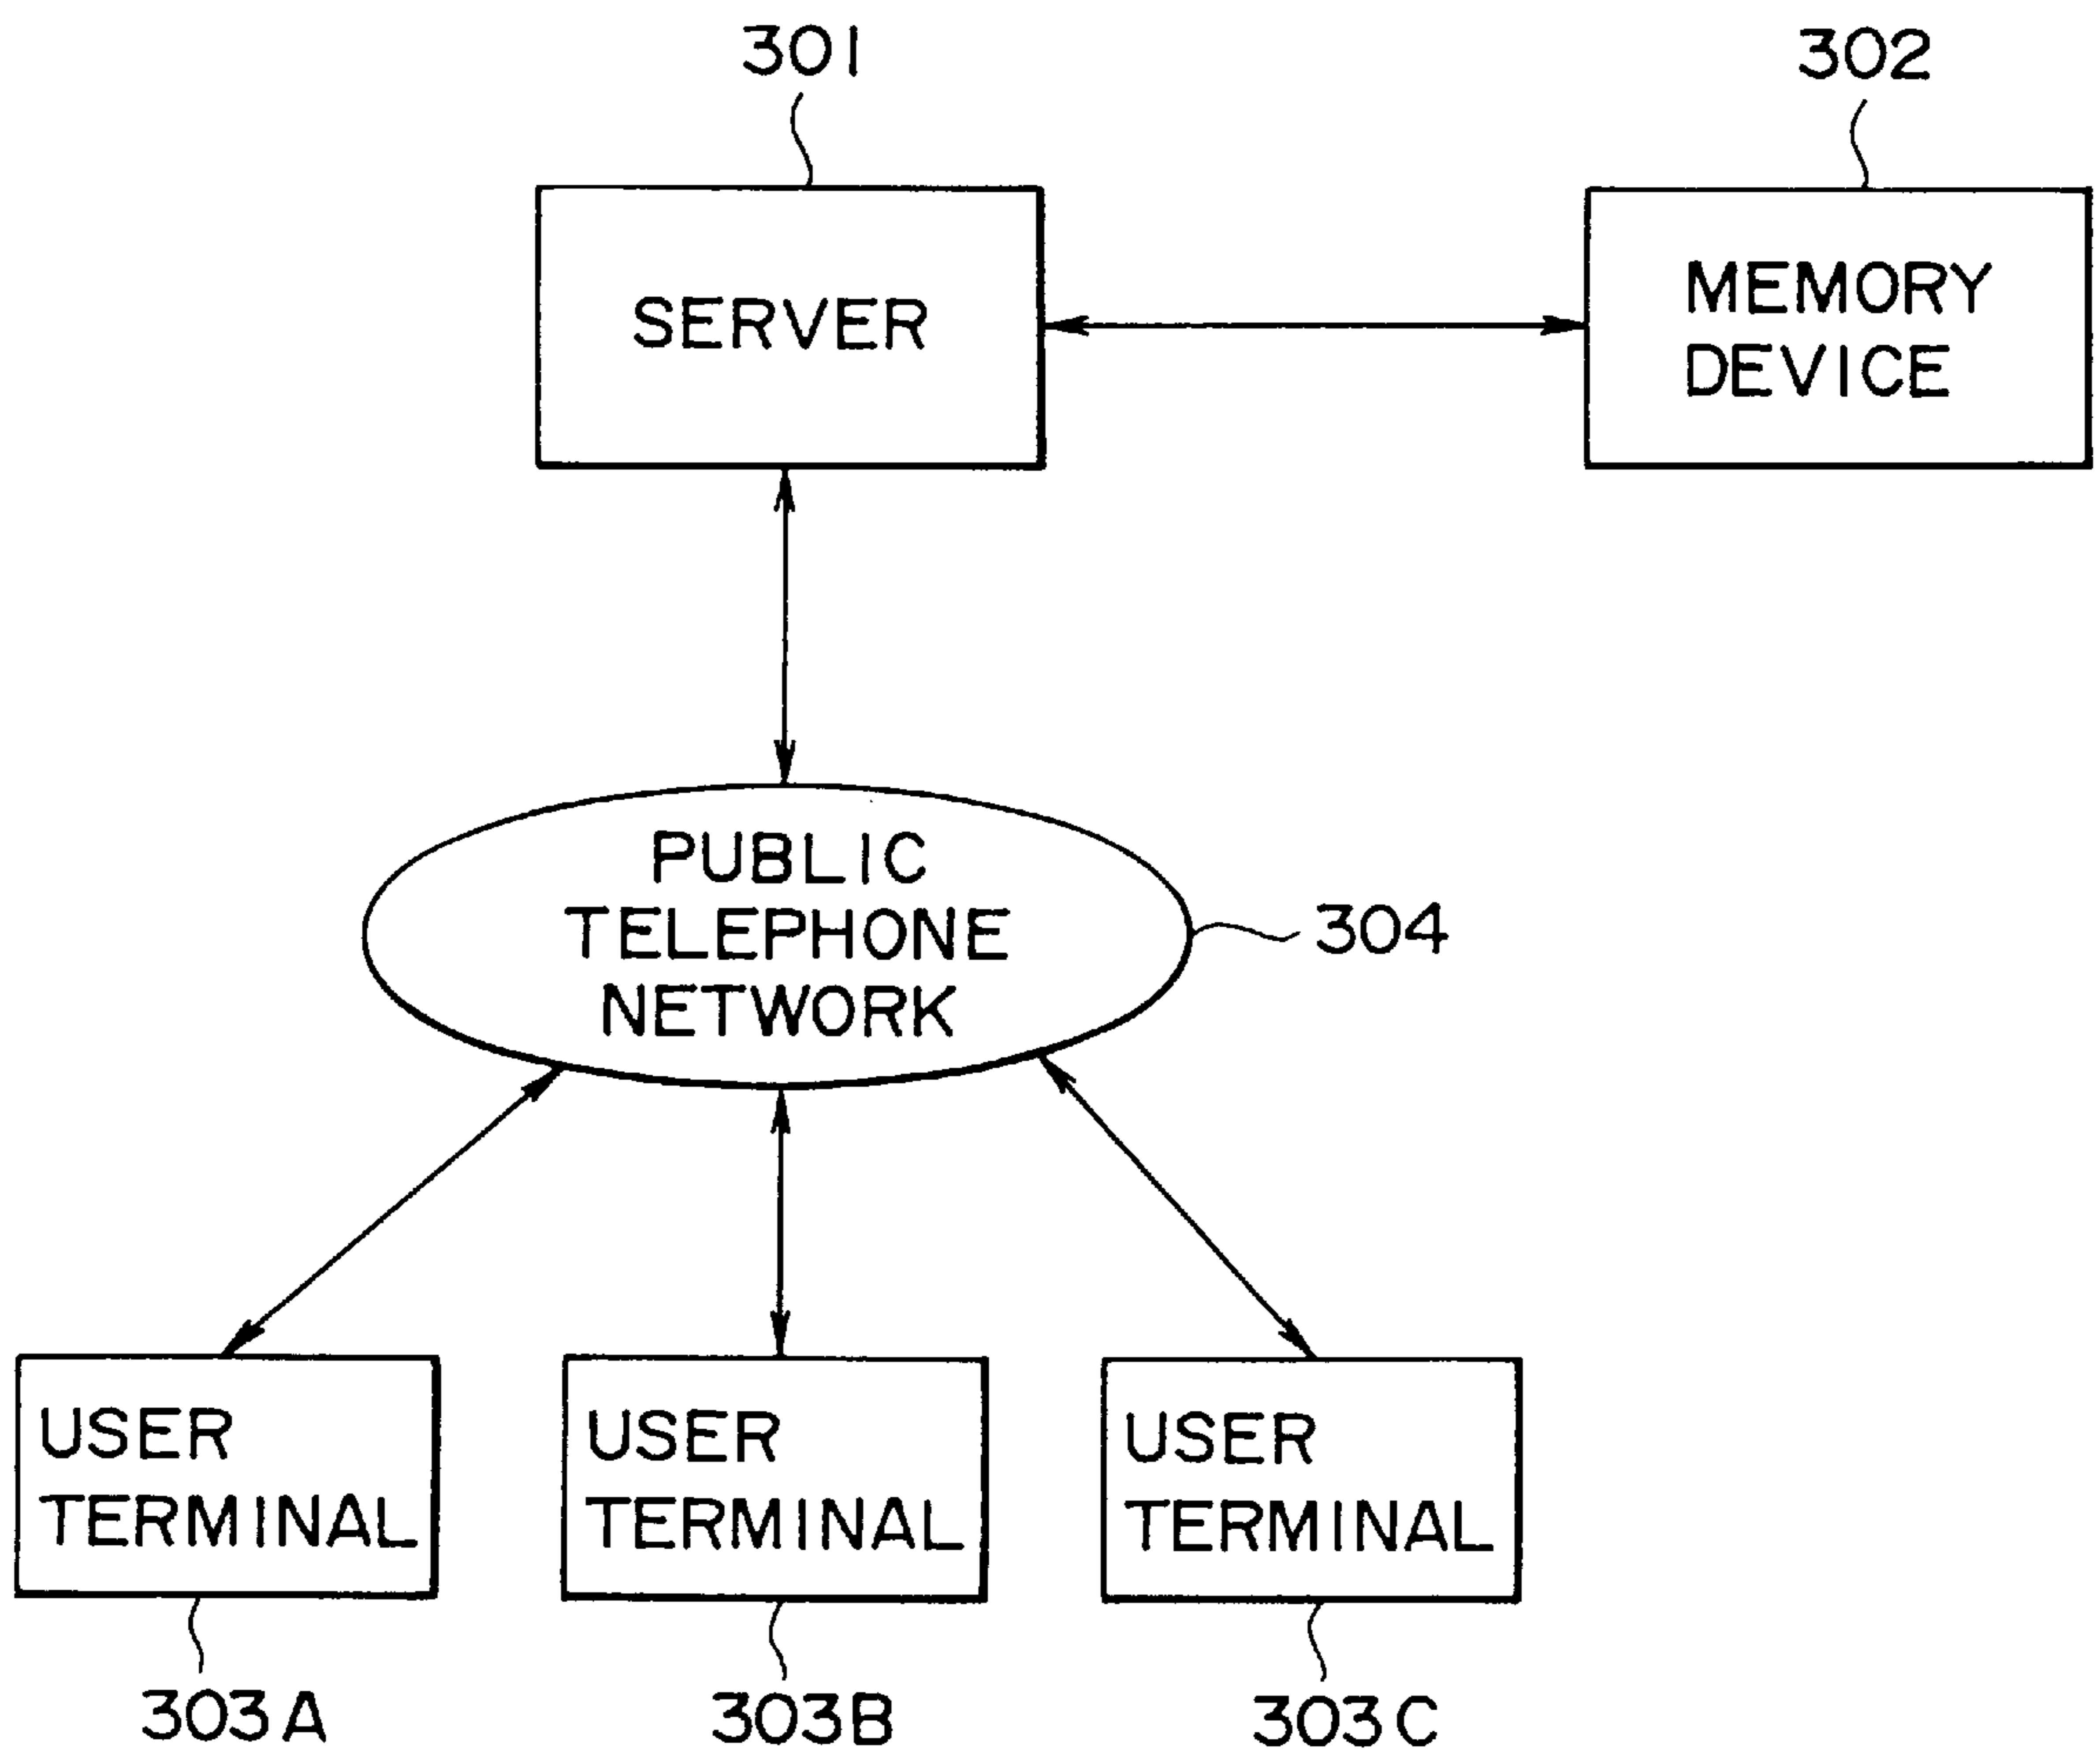 301
302
SERVER
MEMORY
DEVICE
PUBLIC
TELEPHONE
NETWORK
304
USER
TERMINAL
USER
TERMINAL
USER
TERMINAL
303A
303B
303C